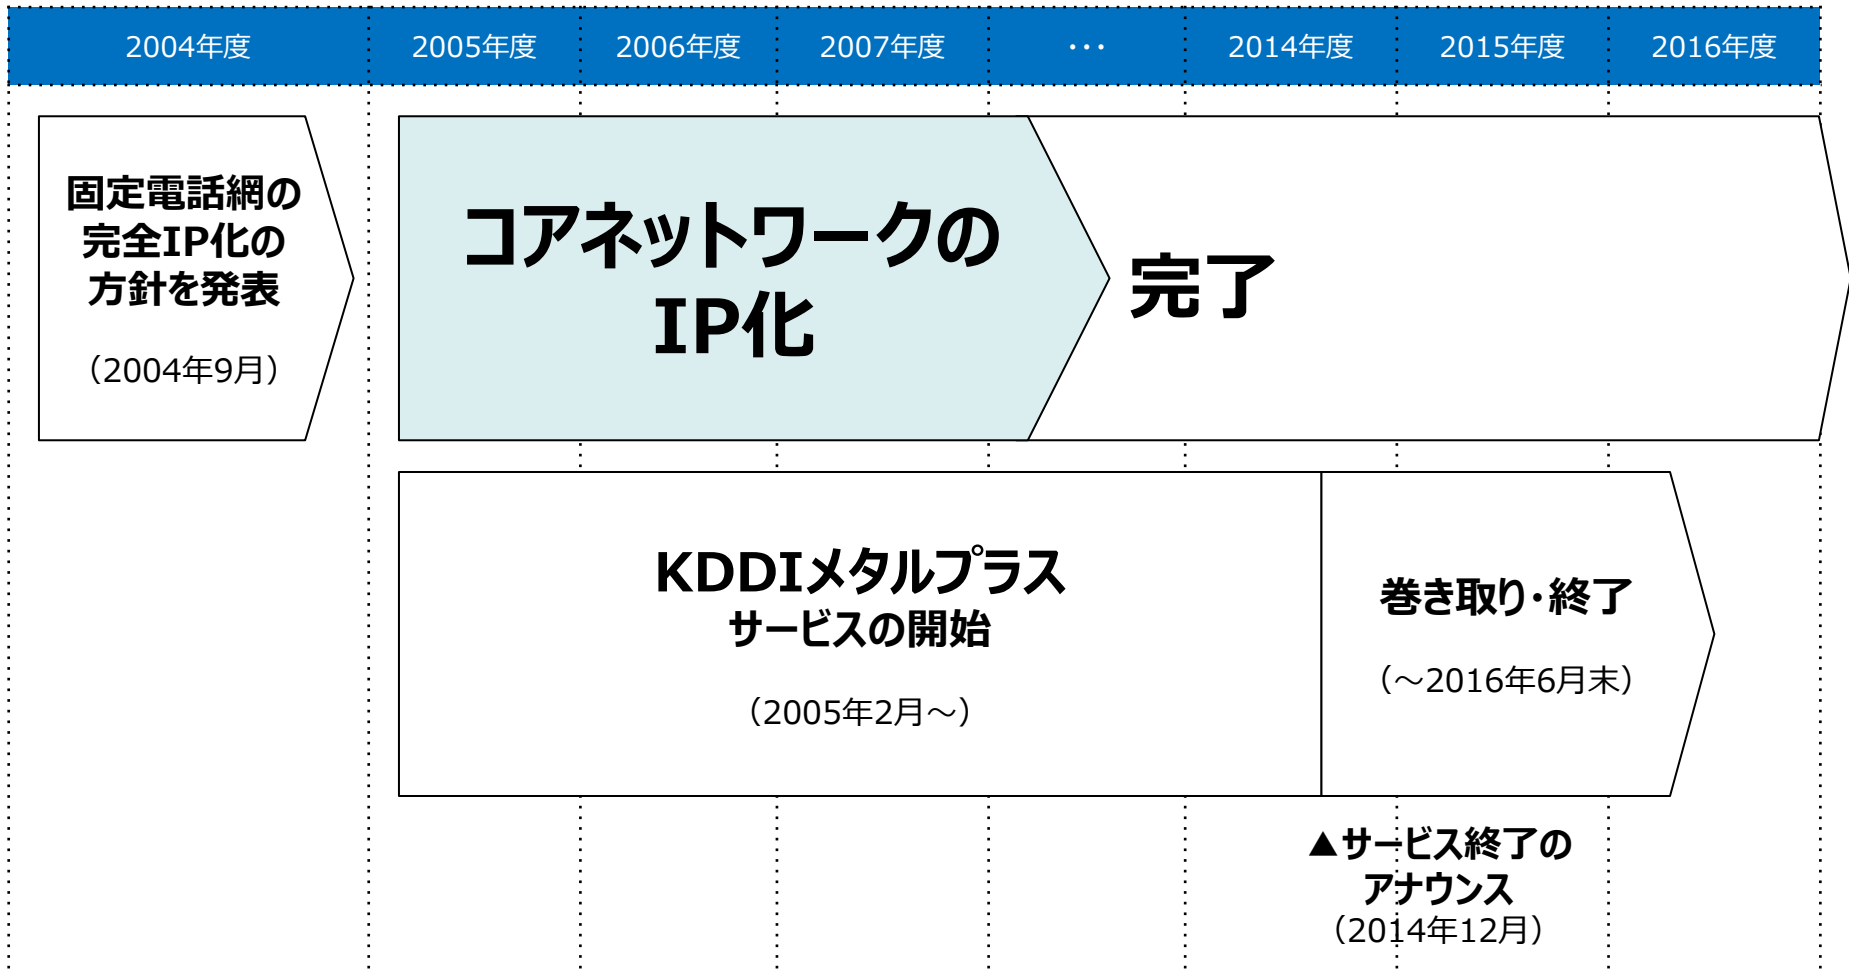 2004年度 2005年度 2006年度 2007年度 ・・・ 2014年度 2015年度 2016年度
固定電話網の
完全IP化の
方針を発表
（2004年9月）
コアネットワークの
IP化
完了
KDDIメタルプラス
サービスの開始
（2005年2月～）
巻き取り・終了
（～2016年6月末）
▲サービス終了の
アナウンス
（2014年12月）